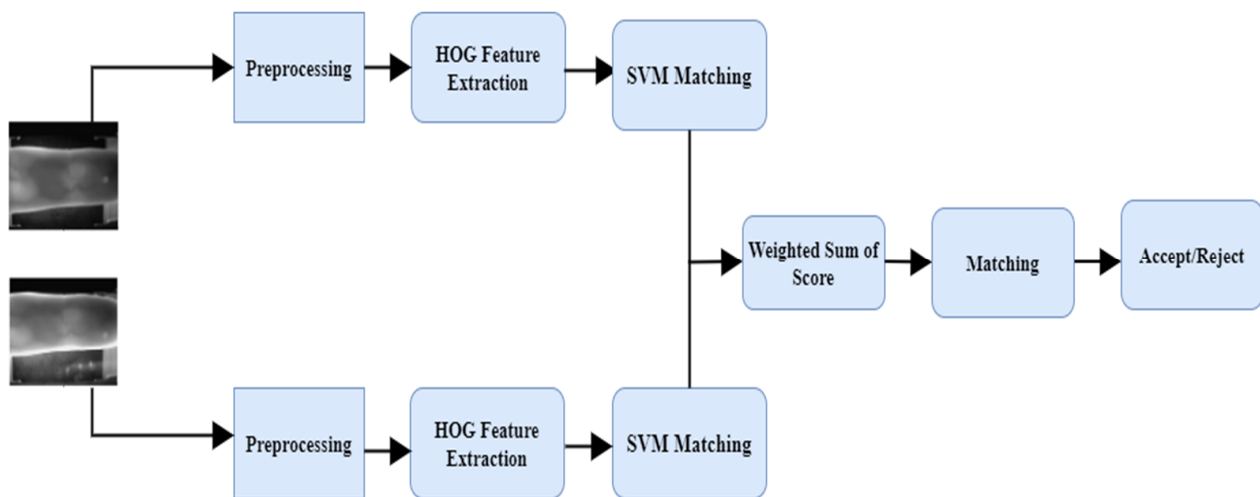 Preprocessing
HOG Feature
Extraction
SVM Matching
Weighted Sum of
Score
Matching
Accept/Reject
Preprocessing
HOG Feature
Extraction
SVM Matching